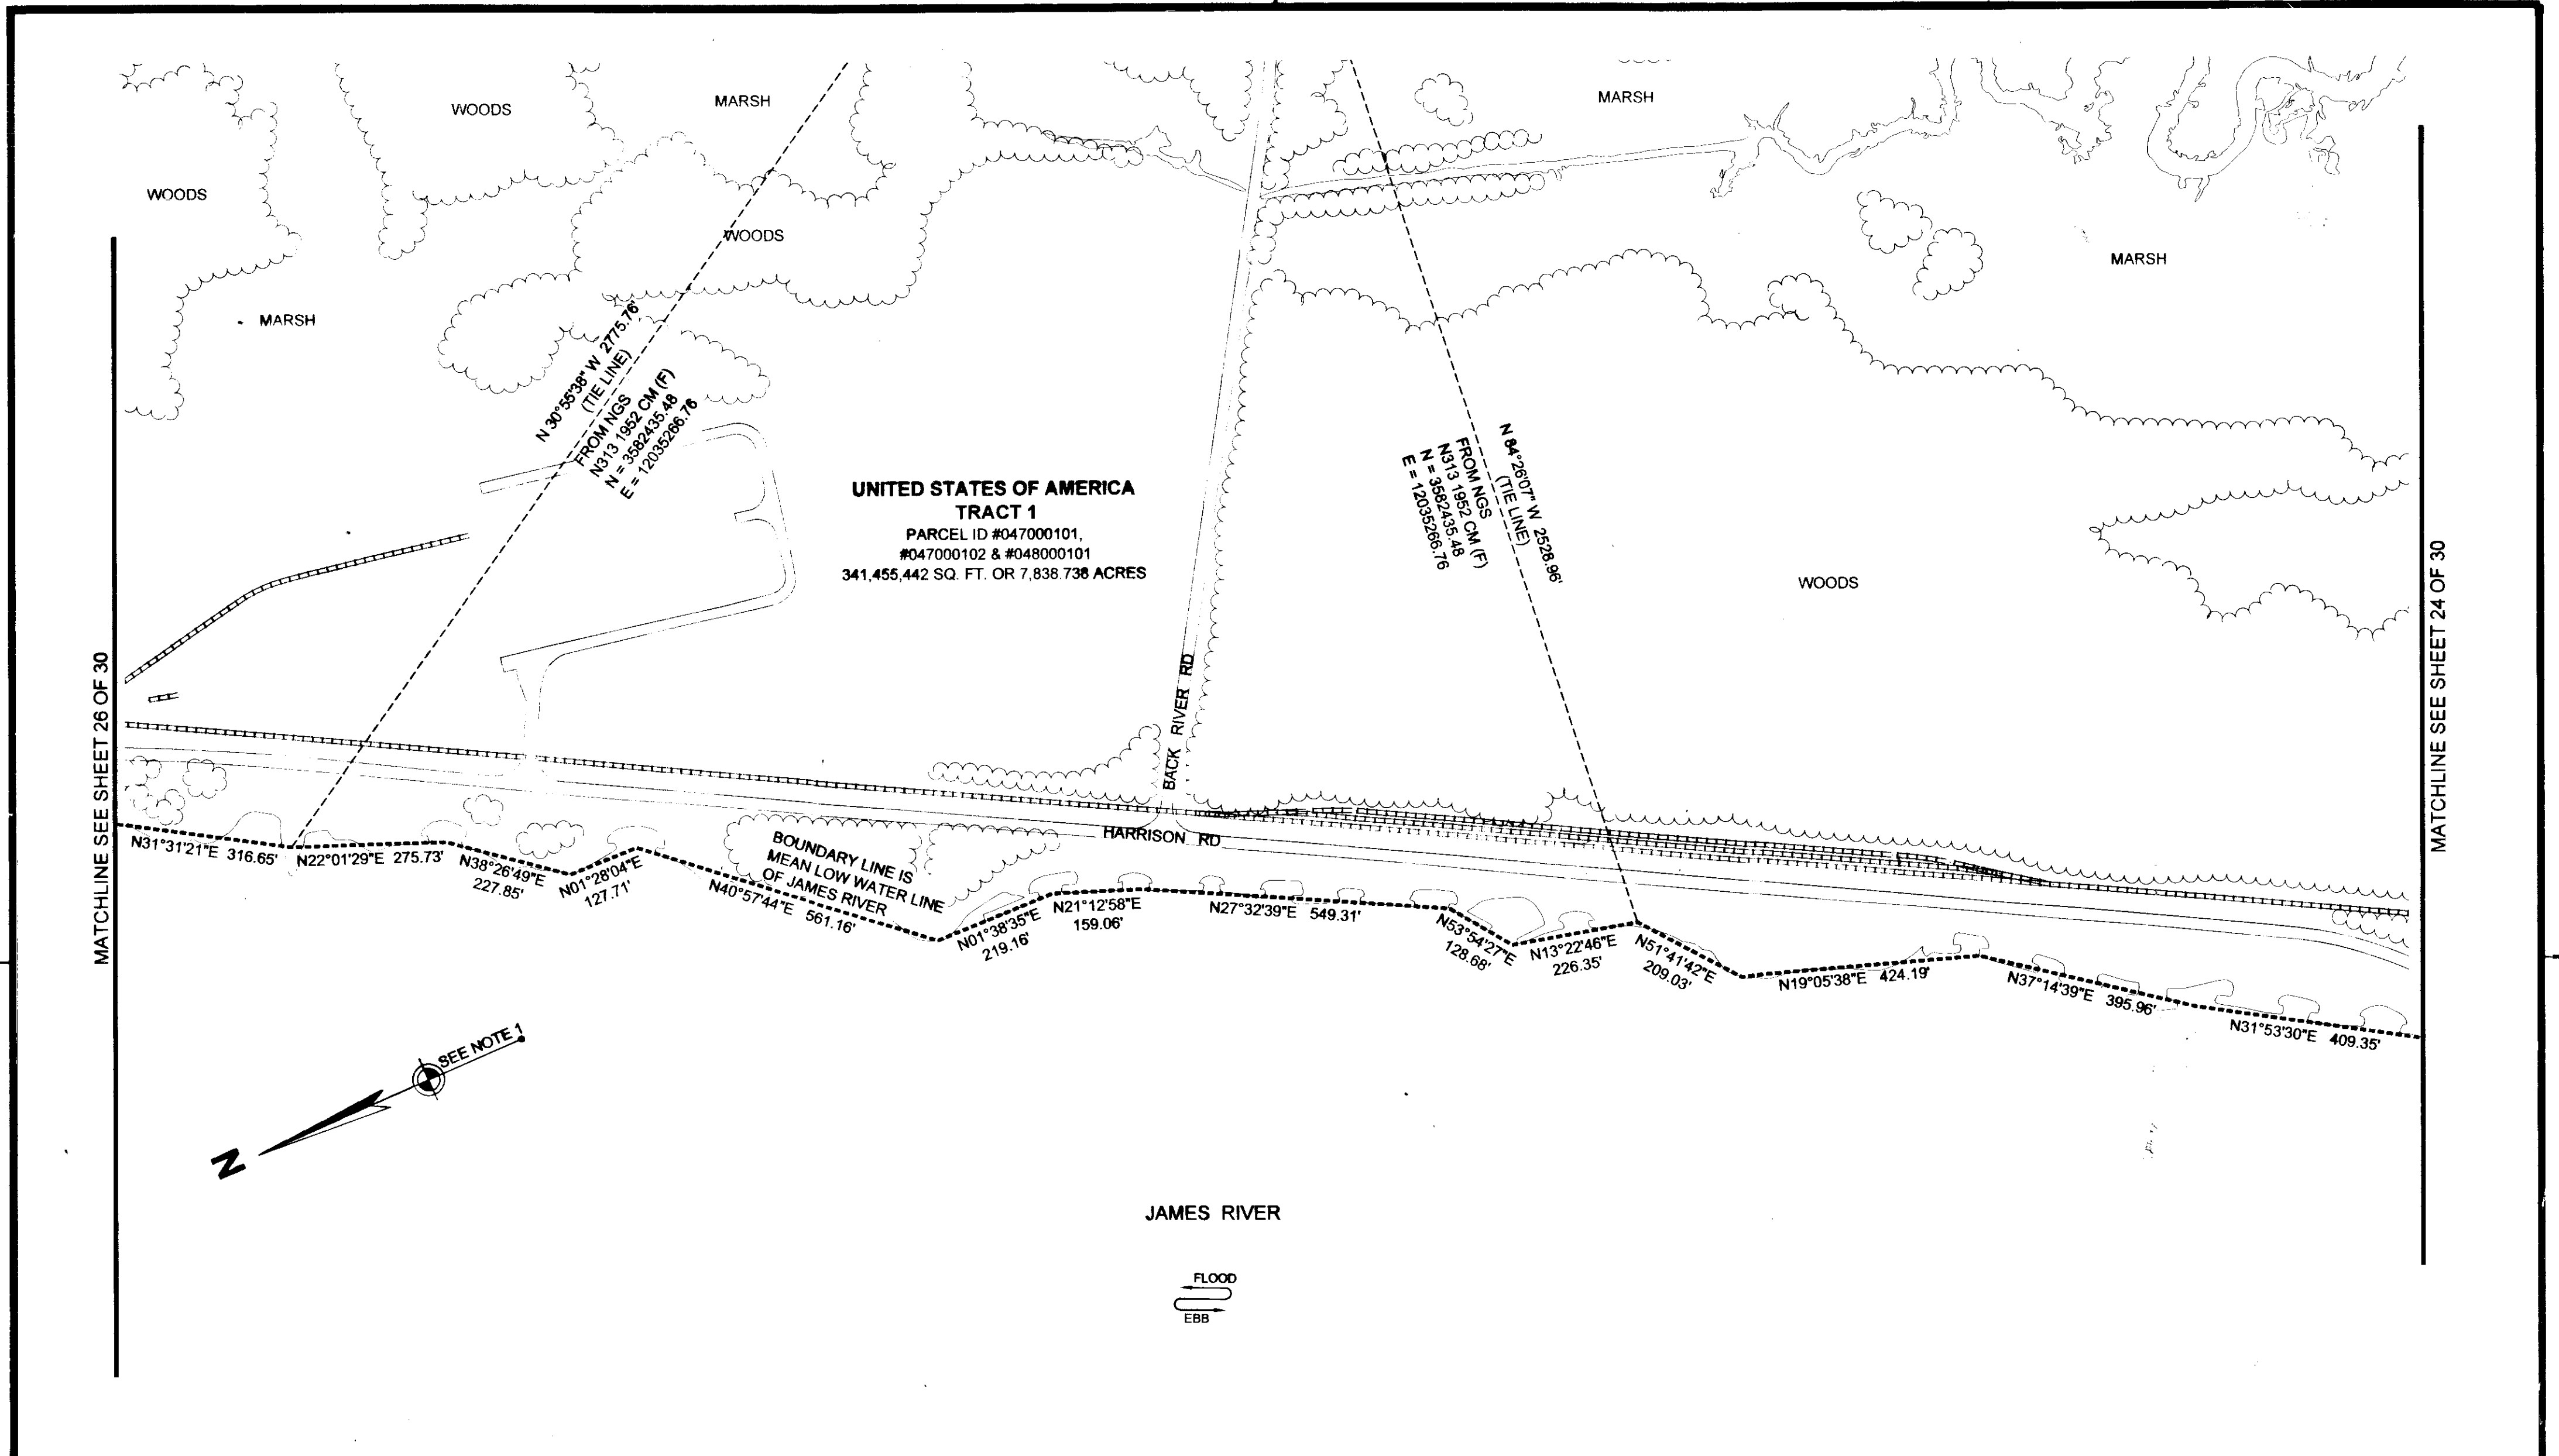 WOODS
MARSH
MARSH
WOODS
WOODS
MARSH
MARSH
N 30°55'38" W 2775.76'
(TIE LINE)
FROM NGS
N313 1952 CM (F)
N = 3582435.48
E = 12035266.76
UNITED STATES OF AMERICA
TRACT 1
PARCEL ID #047000101,
#047000102 & #048000101
341,455,442 SQ. FT. OR 7,838.738 ACRES
N 84°26'07" W 2528.96'
(TIE LINE)
FROM NGS
N313 1952 CM (F)
N = 3582435.48
E = 12035266.76
WOODS
MATCHLINE SEE SHEET 26 OF 30
MATCHLINE SEE SHEET 24 OF 30
BACK RIVER RD
HARRISON RD
BOUNDARY LINE IS
MEAN LOW WATER LINE
OF JAMES RIVER
N31°31'21"E 316.65'
N22°01'29"E 275.73'
N38°26'49"E
227.85'
N01°28'04"E
127.71'
N40°57'44"E 561.16'
N01°38'35"E
219.16'
N21°12'58"E
159.06'
N27°32'39"E 549.31'
N53°54'27"E
128.68'
N13°22'46"E
226.35'
N51°41'42"E
209.03'
N19°05'38"E 424.19'
N37°14'39"E 395.96'
N31°53'30"E 409.35'
SEE NOTE 1
N
JAMES RIVER
FLOOD
EBB